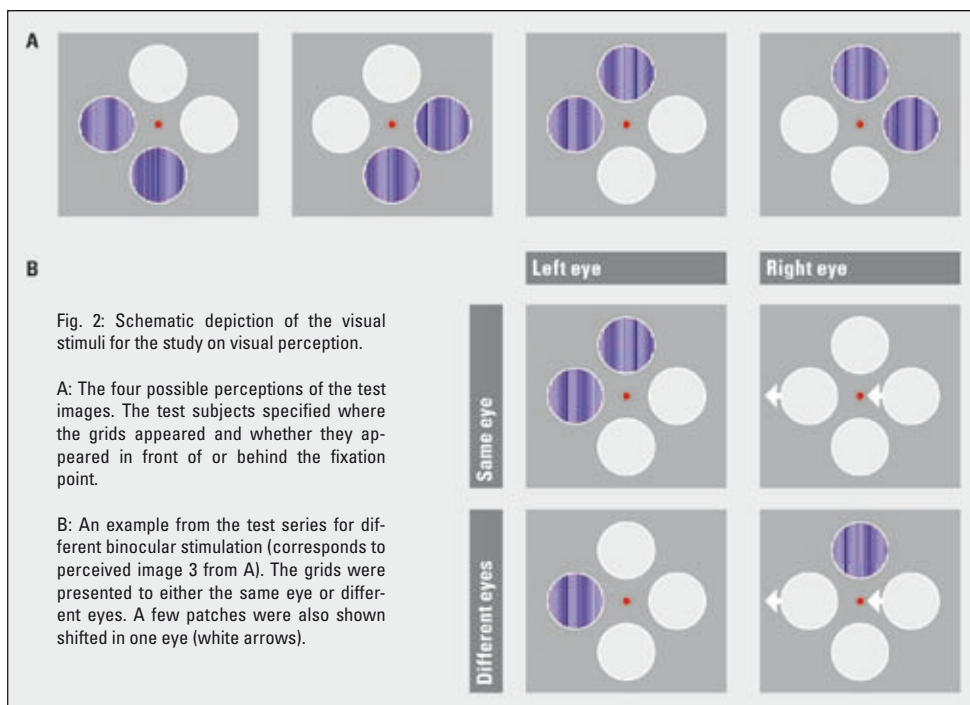 A
B
Left eye
Right eye
Fig. 2: Schematic depiction of the visual
stimuli for the study on visual perception.
A: The four possible perceptions of the test
images. The test subjects specified where
the grids appeared and whether they ap-
peared in front of or behind the fixation
point.
B: An example from the test series for dif-
ferent binocular stimulation (corresponds to
perceived image 3 from A). The grids were
presented to either the same eye or differ-
ent eyes. A few patches were also shown
shifted in one eye (white arrows).
Same eye
Different eyes